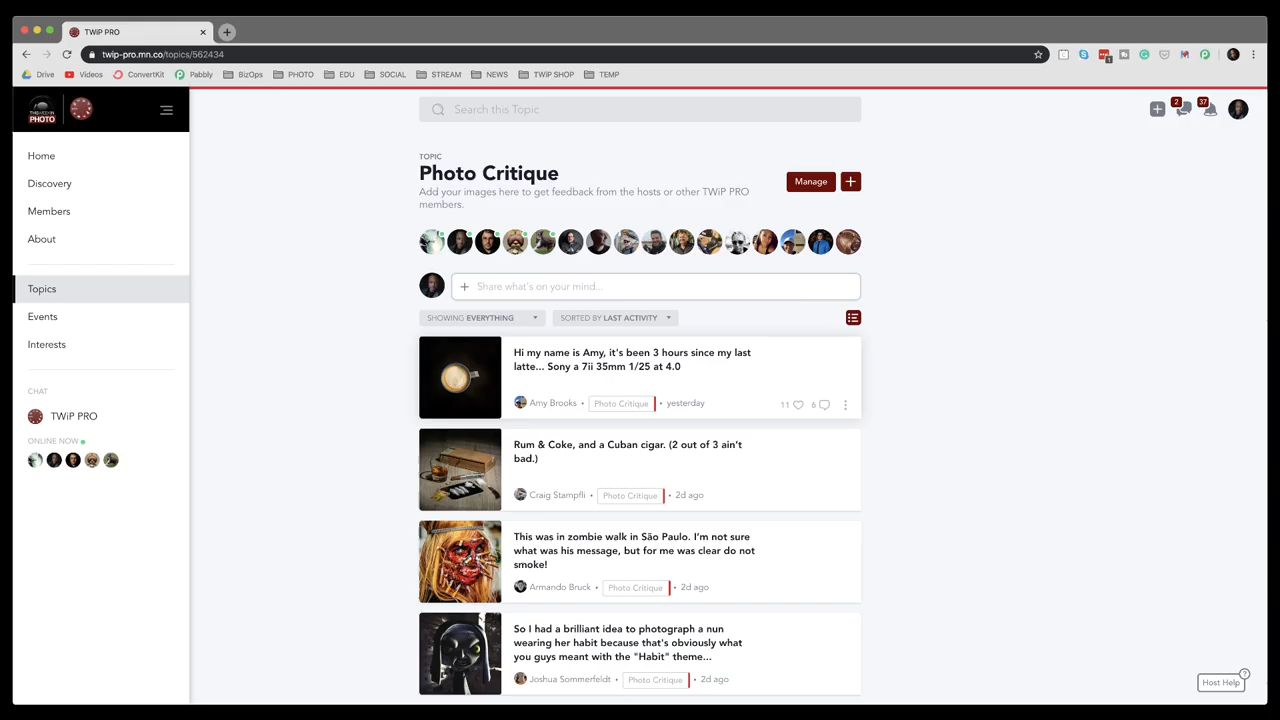 TWiP PRO
twip-pro.mn.co/topics/562434
1
Drive
Videos
ConvertKit
Pabbly
BizOps
PHOTO
EDU
SOCIAL
STREAM
NEWS
TWiP SHOP
TEMP
THIS WEEK IN
PHOTO
Search this Topic
2
37
Home
Discovery
Members
About
Topics
Events
Interests
CHAT
TWiP PRO
ONLINE NOW
TOPIC
Photo Critique
Add your images here to get feedback from the hosts or other TWiP PRO
members.
Manage
Share what's on your mind...
SHOWING EVERYTHING
SORTED BY LAST ACTIVITY
Hi my name is Amy, it's been 3 hours since my last
latte... Sony a 7ii 35mm 1/25 at 4.0
Amy Brooks • Photo Critique • yesterday
11 6
Rum & Coke, and a Cuban cigar. (2 out of 3 ain't
bad.)
Craig Stampfli • Photo Critique • 2d ago
This was in zombie walk in São Paulo. I'm not sure
what was his message, but for me was clear do not
smoke!
Armando Bruck • Photo Critique • 2d ago
So I had a brilliant idea to photograph a nun
wearing her habit because that's obviously what
you guys meant with the "Habit" theme...
Joshua Sommerfeldt • Photo Critique • 2d ago
Host Help
?